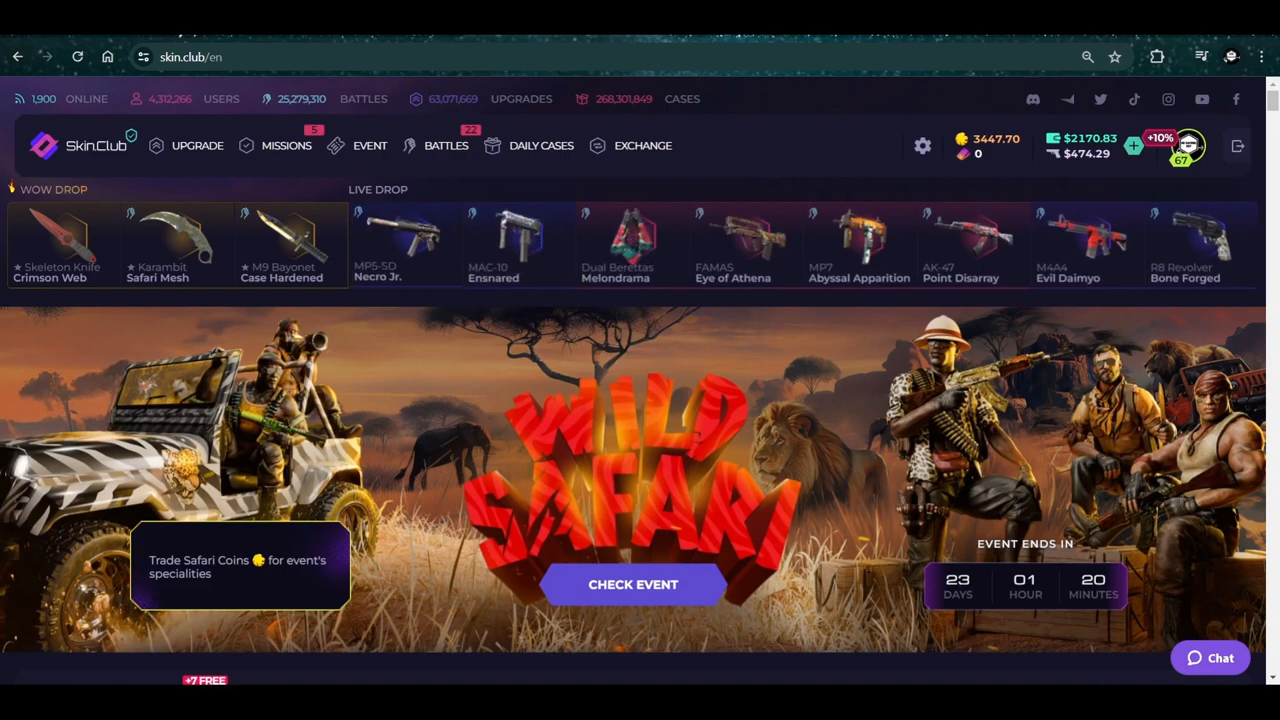 skin.club/en
1,900 ONLINE 4,312,266 USERS 25,279,310 BATTLES 63,071,669 UPGRADES 268,301,849 CASES
Skin.Club UPGRADE MISSIONS 5 EVENT BATTLES 22 DAILY CASES EXCHANGE
3447.70
0
$2170.83
$474.29
+10%
67
WOW DROP LIVE DROP
★ Skeleton Knife
Crimson Web
★ Karambit
Safari Mesh
★ M9 Bayonet
Case Hardened
MP5-SD
Necro Jr.
MAC-10
Ensnared
Dual Berettas
Melondrama
FAMAS
Eye of Athena
MP7
Abyssal Apparition
AK-47
Point Disarray
M4A4
Evil Daimyo
R8 Revolver
Bone Forged
WILD
SAFARI
Trade Safari Coins for event's
specialities
CHECK EVENT
EVENT ENDS IN
23 01 20
DAYS HOUR MINUTES
Chat
+7 FREE